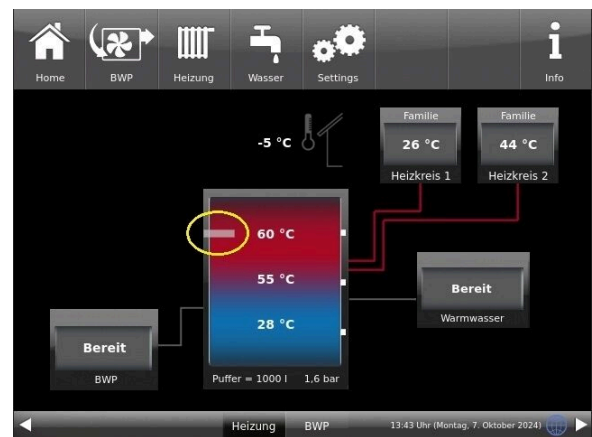 Home BWP Heizung Wasser Settings Info
Familie Familie
-5 °C 26 °C 44 °C
Heizkreis 1 Heizkreis 2
60 °C
55 °C
Bereit
Warmwasser
28 °C
Bereit
BWP
Puffer = 1000 l 1,6 bar
Heizung BWP 13:43 Uhr (Montag, 7. Oktober 2024)